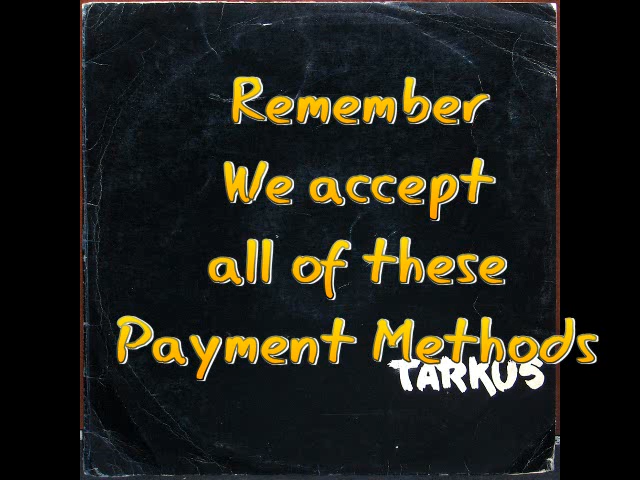 Remember
We accept
all of these
Payment Methods
TARKUS